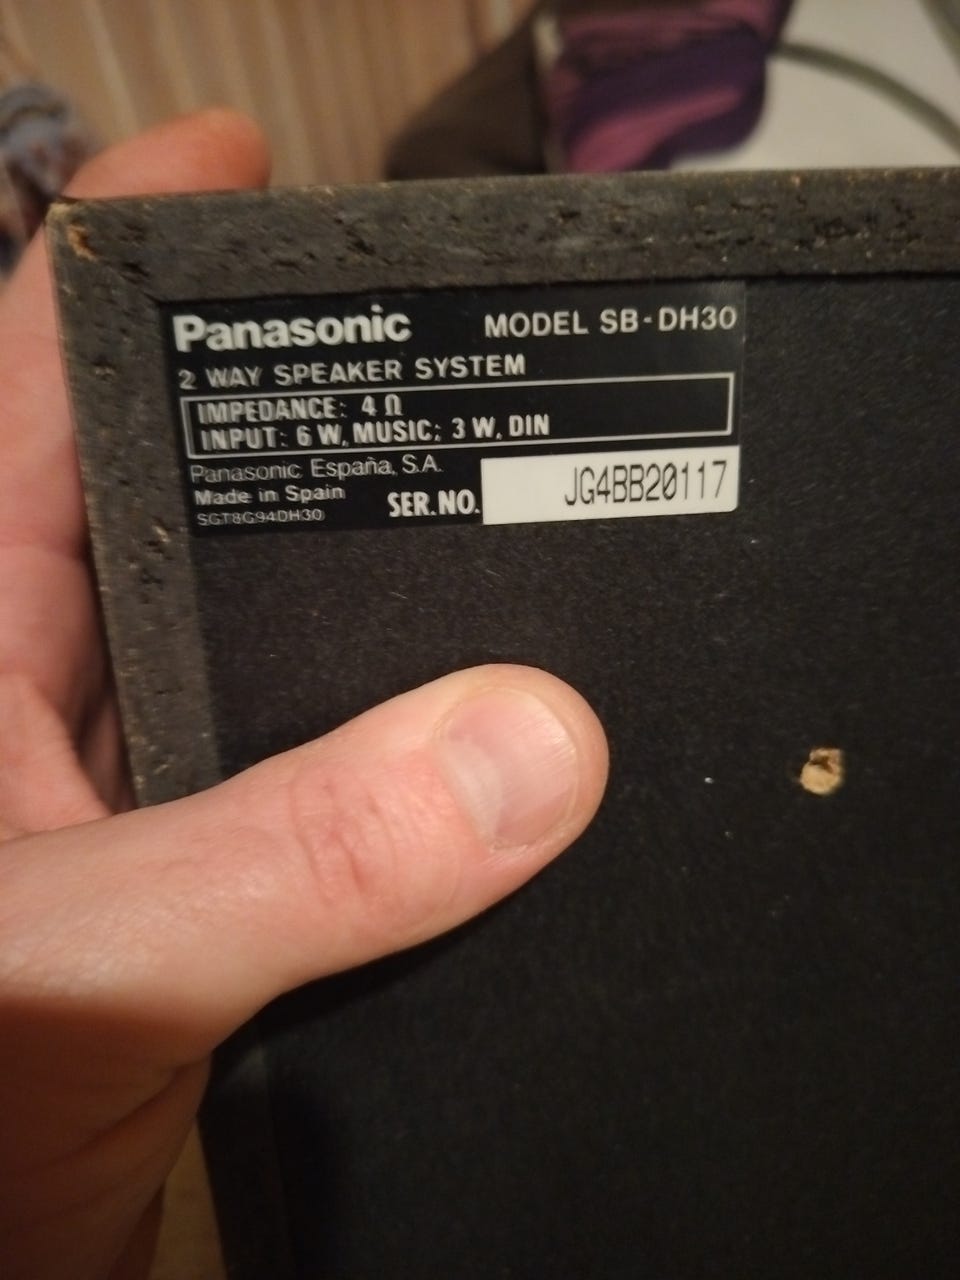 Panasonic MODEL SB-DH30
2 WAY SPEAKER SYSTEM
IMPEDANCE: 4 Ω
INPUT: 6 W, MUSIC; 3 W, DIN
Panasonic España, S.A.
Made in Spain
SGT8G94DH30
SER.NO. JG4BB20117